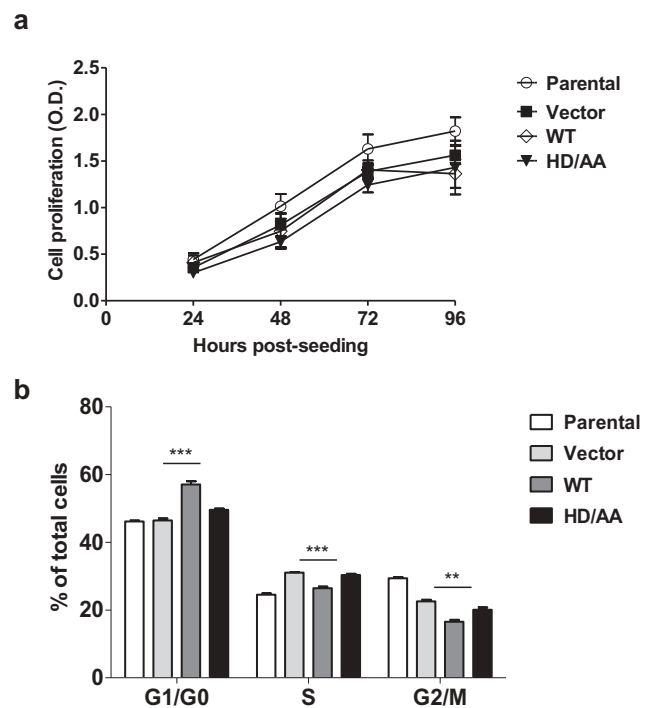 a
Cell proliferation (O.D.)
2.5
2.0
1.5
1.0
0.5
0.0
0
24
48
72
96
Hours post-seeding
Parental
Vector
WT
HD/AA
b
% of total cells
80
60
40
20
0
***
***
**
G1/G0
S
G2/M
Parental
Vector
WT
HD/AA